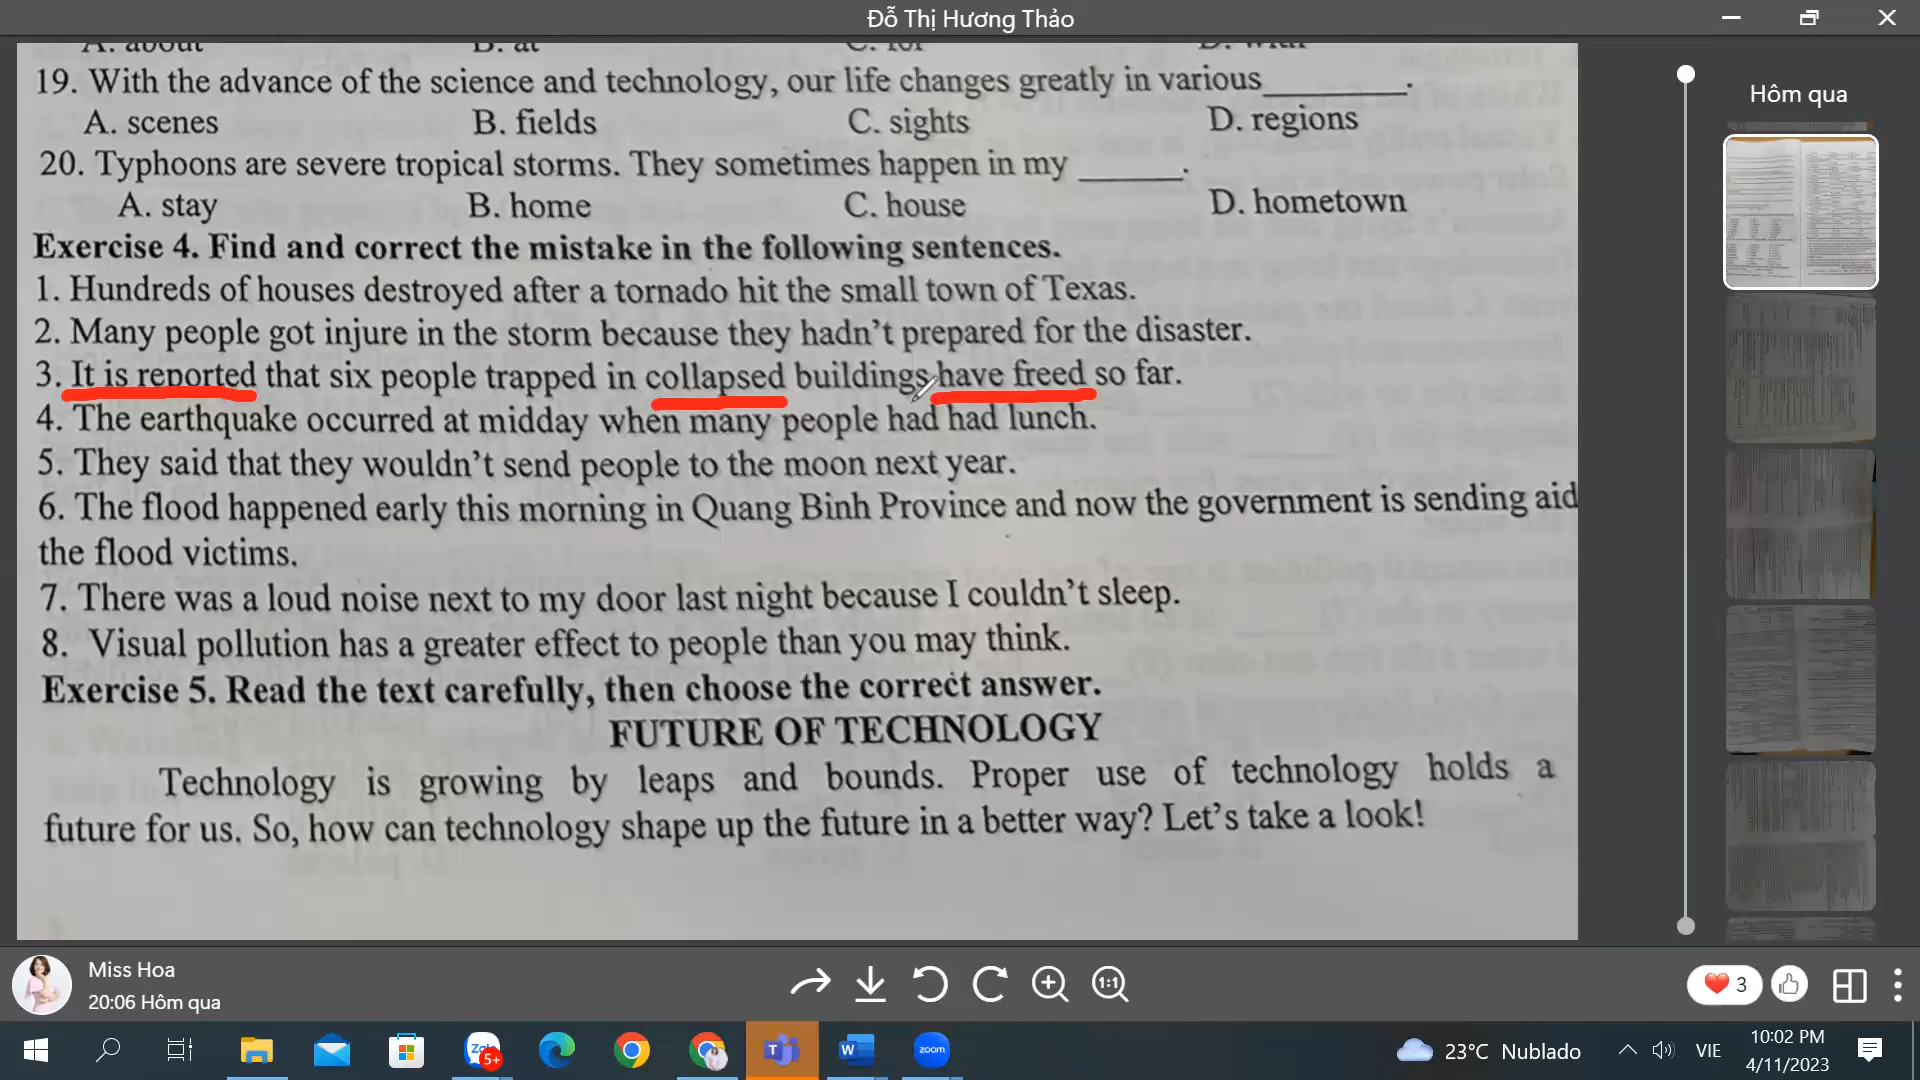 Đỗ Thị Hương Thảo
A. about B. at C. for D. with
19. With the advance of the science and technology, our life changes greatly in various________.
A. scenes B. fields C. sights D. regions
20. Typhoons are severe tropical storms. They sometimes happen in my ______.
A. stay B. home C. house D. hometown
Exercise 4. Find and correct the mistake in the following sentences.
1. Hundreds of houses destroyed after a tornado hit the small town of Texas.
2. Many people got injure in the storm because they hadn’t prepared for the disaster.
3. It is reported that six people trapped in collapsed buildings have freed so far.
4. The earthquake occurred at midday when many people had had lunch.
5. They said that they wouldn’t send people to the moon next year.
6. The flood happened early this morning in Quang Binh Province and now the government is sending aid
the flood victims.
7. There was a loud noise next to my door last night because I couldn’t sleep.
8. Visual pollution has a greater effect to people than you may think.
Exercise 5. Read the text carefully, then choose the correct answer.
FUTURE OF TECHNOLOGY
Technology is growing by leaps and bounds. Proper use of technology holds a
future for us. So, how can technology shape up the future in a better way? Let’s take a look!
Hôm qua
Miss Hoa
20:06 Hôm qua
1:1
3
Zalo
5+
T
W
zoom
23°C Nublado
VIE
10:02 PM
4/11/2023